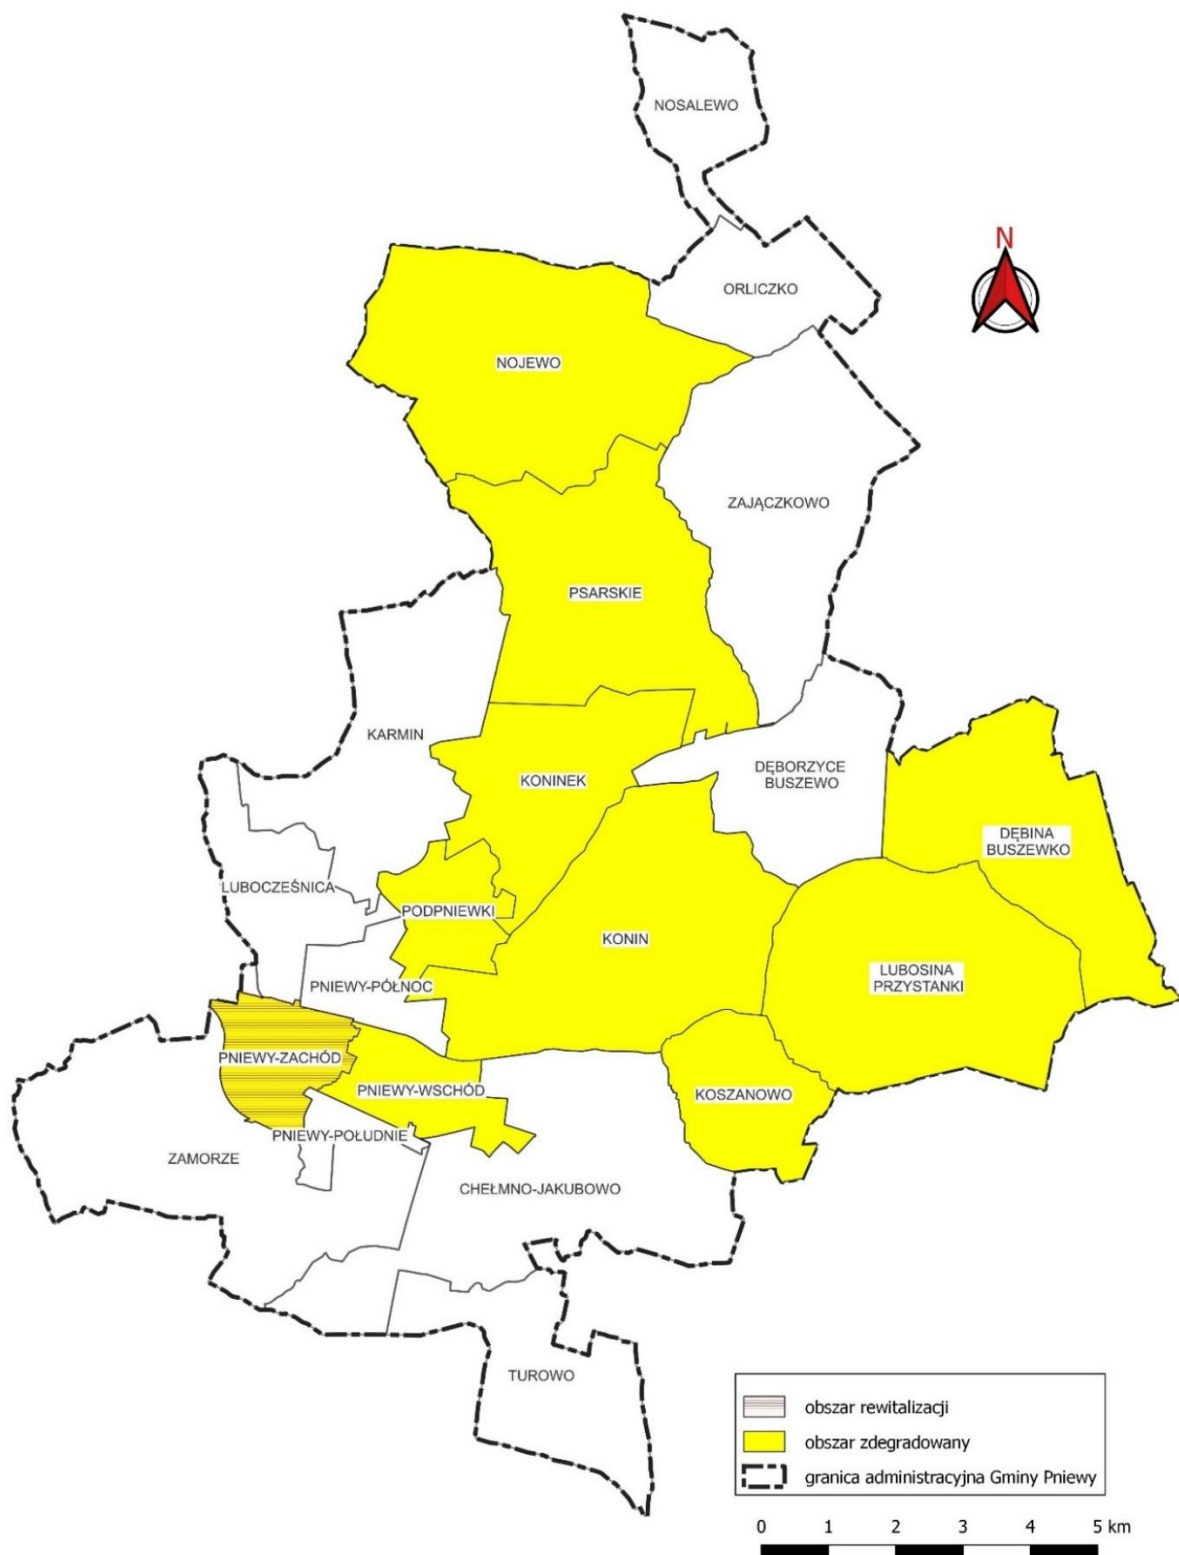 NOSALEWO
N
ORLICZKO
NOJEWO
ZAJĄCZKOWO
PSARSKIE
KARMIN
KONINEK
DĘBORZYCE
BUSZEWO
DĘBINA
BUSZEWKO
LUBOCZEŚNICA
PODPNIEWKI
KONIN
LUBOSINA
PRZYSTANKI
PNIEWY-PÓŁNOC
PNIEWY-ZACHÓD
PNIEWY-WSCHÓD
KOSZANOWO
PNIEWY-POŁUDNIE
ZAMORZE
CHEŁMNO-JAKUBOWO
TUROWO
obszar rewitalizacji
obszar zdegradowany
granica administracyjna Gminy Pniewy
0 1 2 3 4 5 km